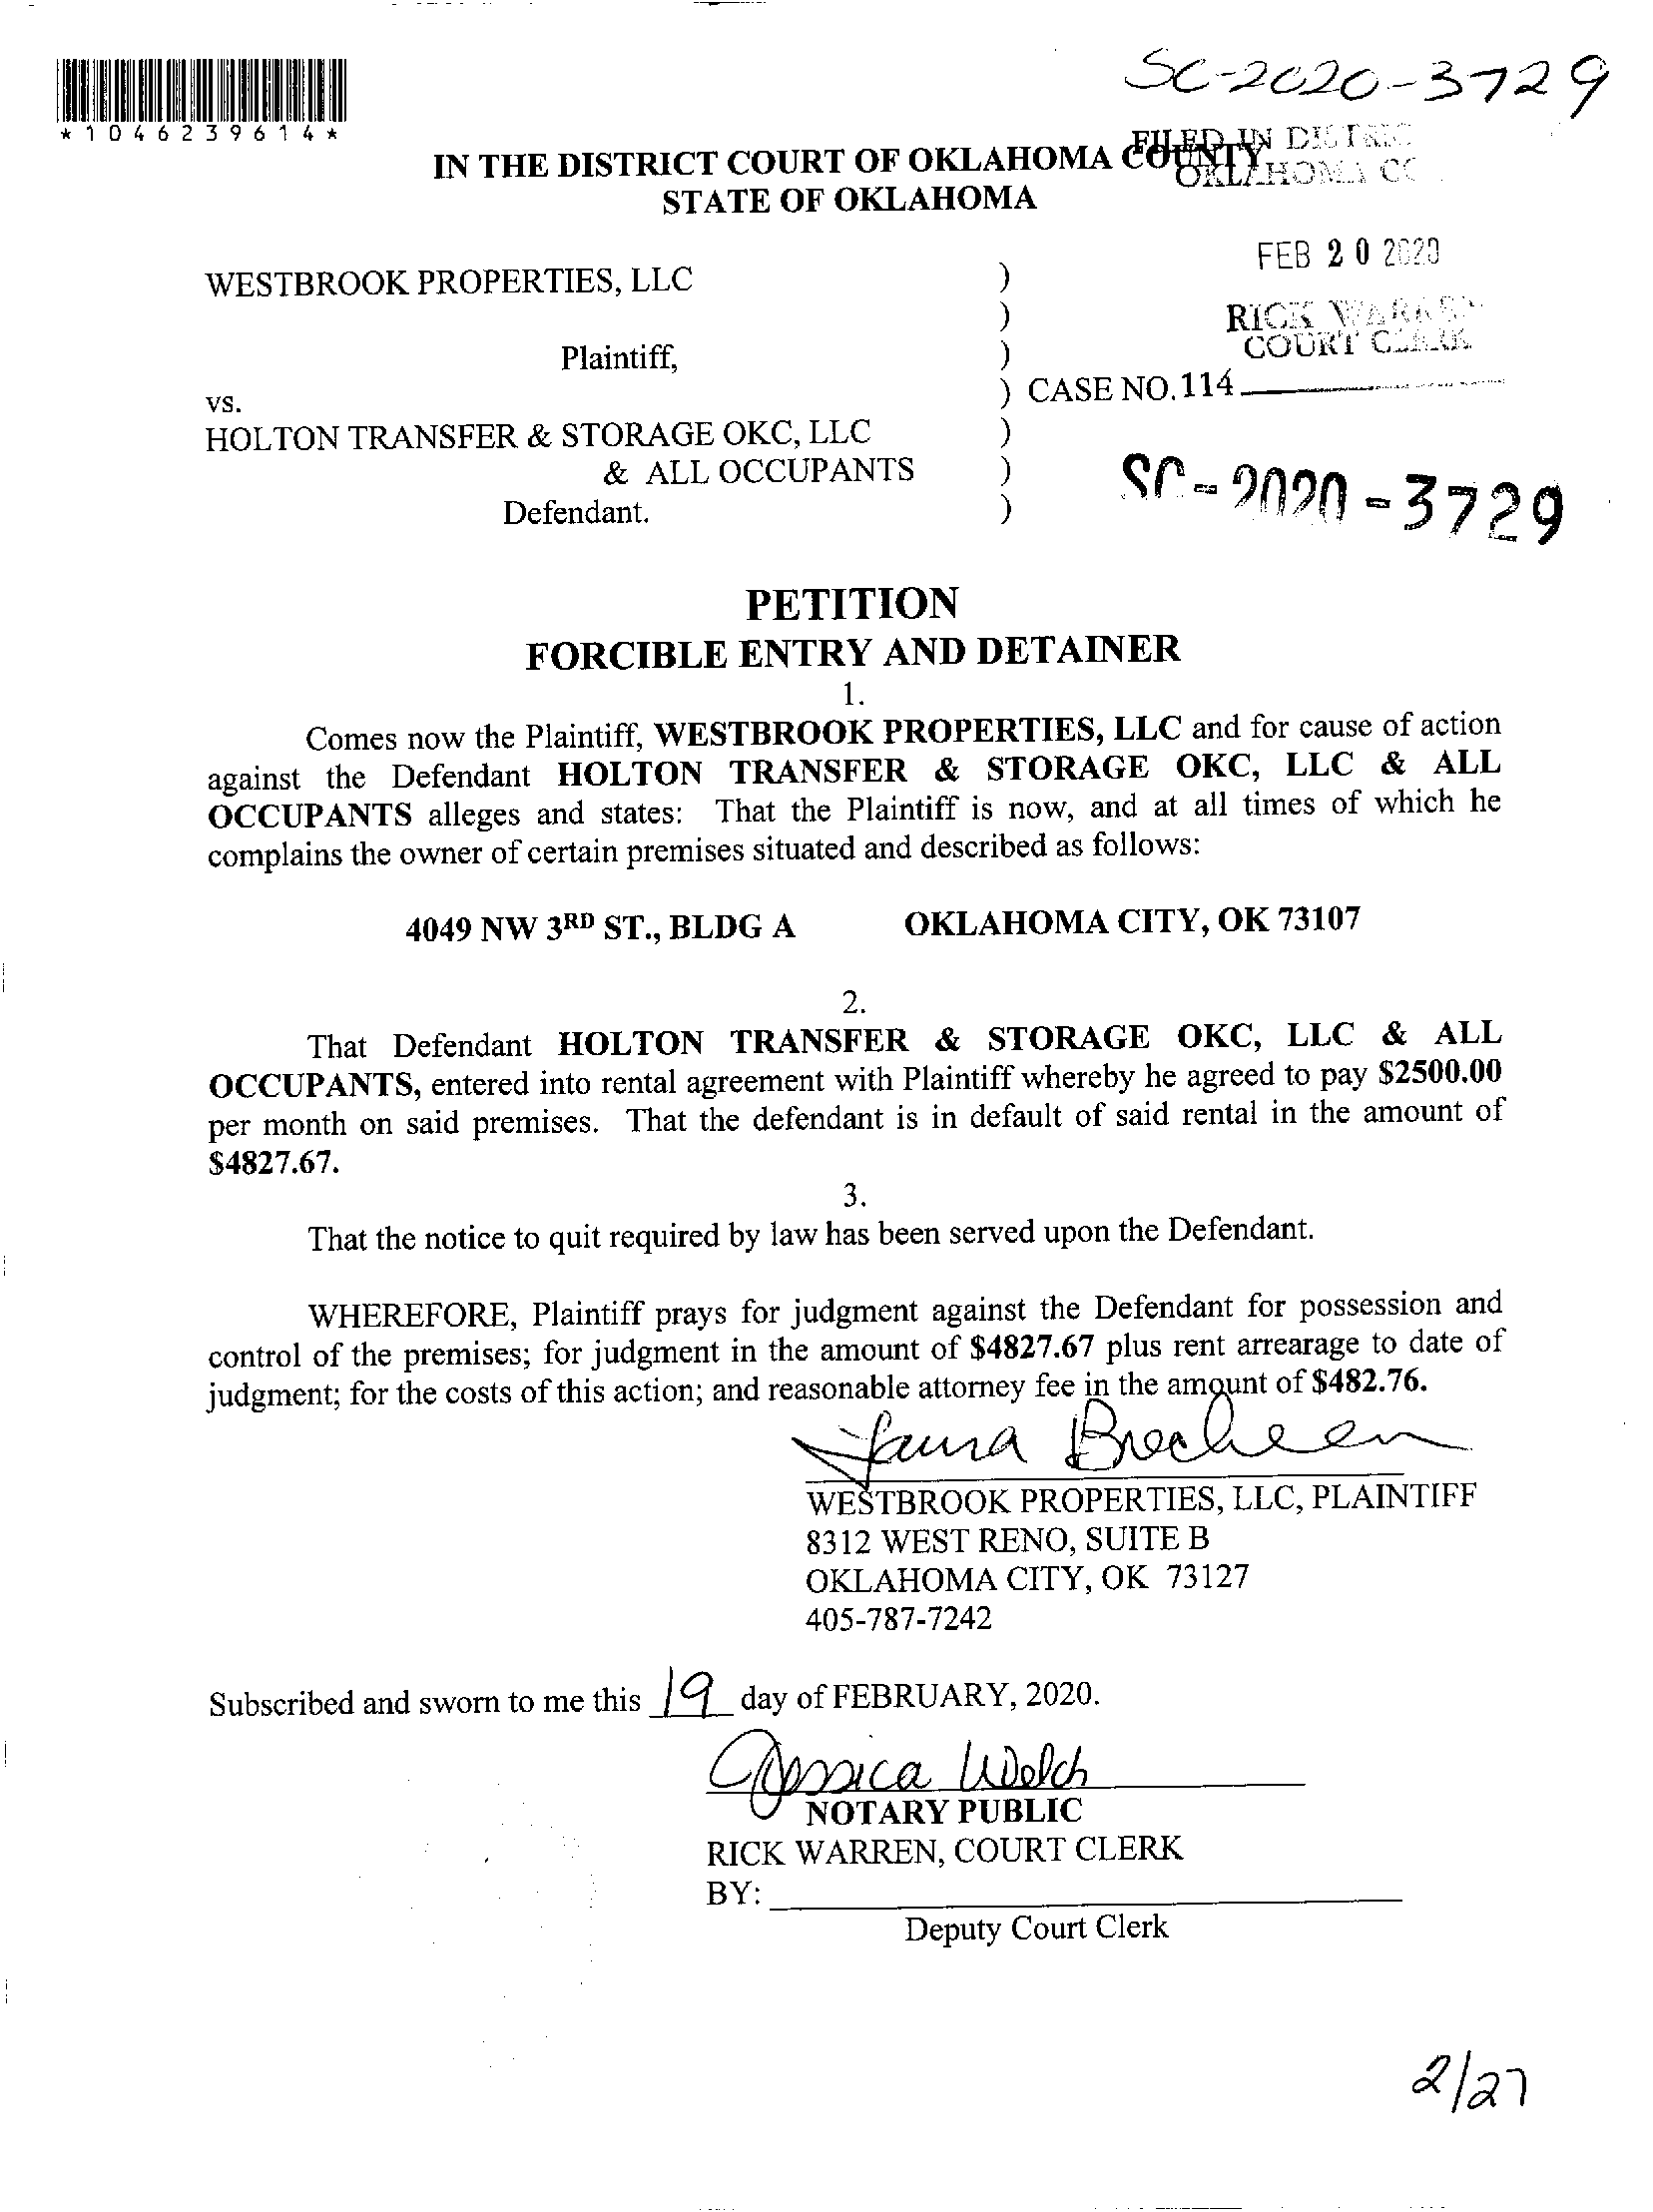 SC-2020-3729
*1046239614*
IN THE DISTRICT COURT OF OKLAHOMA COUNTY
STATE OF OKLAHOMA
FILED IN
OKLAHOMA
FEB 20 2020
RICK
COURT
WESTBROOK PROPERTIES, LLC )
)
Plaintiff, )
vs. ) CASE NO. 114
HOLTON TRANSFER & STORAGE OKC, LLC )
& ALL OCCUPANTS )
Defendant. )
SC-2020-3729
PETITION
FORCIBLE ENTRY AND DETAINER
1.
Comes now the Plaintiff, WESTBROOK PROPERTIES, LLC and for cause of action
against the Defendant HOLTON TRANSFER & STORAGE OKC, LLC & ALL
OCCUPANTS alleges and states: That the Plaintiff is now, and at all times of which he
complains the owner of certain premises situated and described as follows:
4049 NW 3RD ST., BLDG A OKLAHOMA CITY, OK 73107
2.
That Defendant HOLTON TRANSFER & STORAGE OKC, LLC & ALL
OCCUPANTS, entered into rental agreement with Plaintiff whereby he agreed to pay $2500.00
per month on said premises. That the defendant is in default of said rental in the amount of
$4827.67.
3.
That the notice to quit required by law has been served upon the Defendant.
WHEREFORE, Plaintiff prays for judgment against the Defendant for possession and
control of the premises; for judgment in the amount of $4827.67 plus rent arrearage to date of
judgment; for the costs of this action; and reasonable attorney fee in the amount of $482.76.
Laura Brecheen
WESTBROOK PROPERTIES, LLC, PLAINTIFF
8312 WEST RENO, SUITE B
OKLAHOMA CITY, OK 73127
405-787-7242
Subscribed and sworn to me this 19 day of FEBRUARY, 2020.
Jessica Welch
NOTARY PUBLIC
RICK WARREN, COURT CLERK
BY:
Deputy Court Clerk
2/27